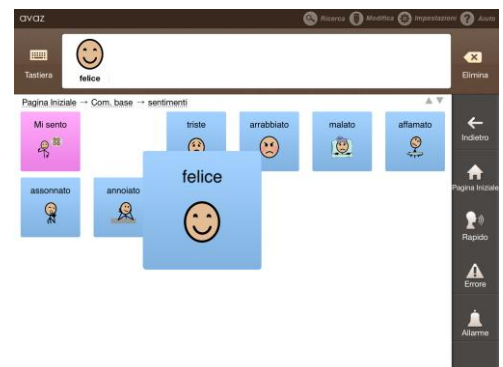 avaz
Ricerca Modifica Impostazioni Aiuto
Tastiera
felice
Elimina
Pagina Iniziale → Com. base → sentimenti
Mi sento
triste
arrabbiato
malato
affamato
assonnato
annoiato
felice
Indietro
Pagina Iniziale
Rapido
Errore
Allarme